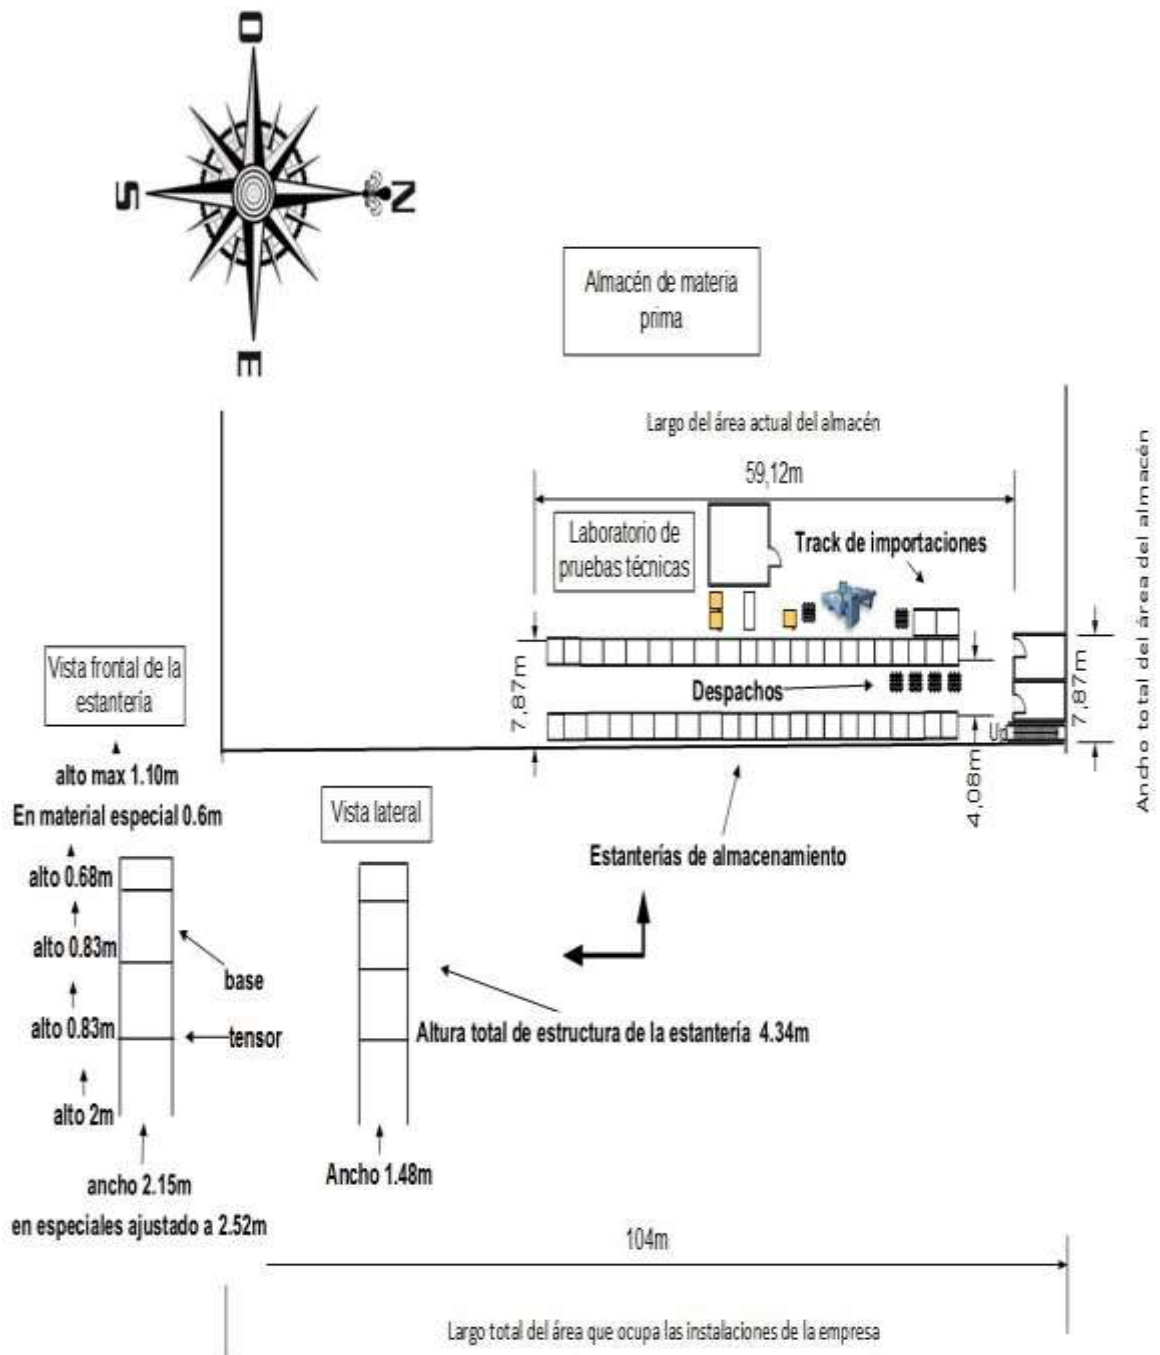 O
S
N
E
Almacén de materia
prima
Largo del área actual del almacén
59,12m
Laboratorio de
pruebas técnicas
Track de importaciones
Ancho total del área del almacén
7,87m
7,87m
Despachos
4,08m
Vista frontal de la
estantería
alto max 1.10m
En material especial 0.6m
Vista lateral
Estanterías de almacenamiento
alto 0.68m
alto 0.83m
base
alto 0.83m
tensor
Altura total de estructura de la estantería 4.34m
alto 2m
ancho 2.15m
en especiales ajustado a 2.52m
Ancho 1.48m
104m
Largo total del área que ocupa las instalaciones de la empresa